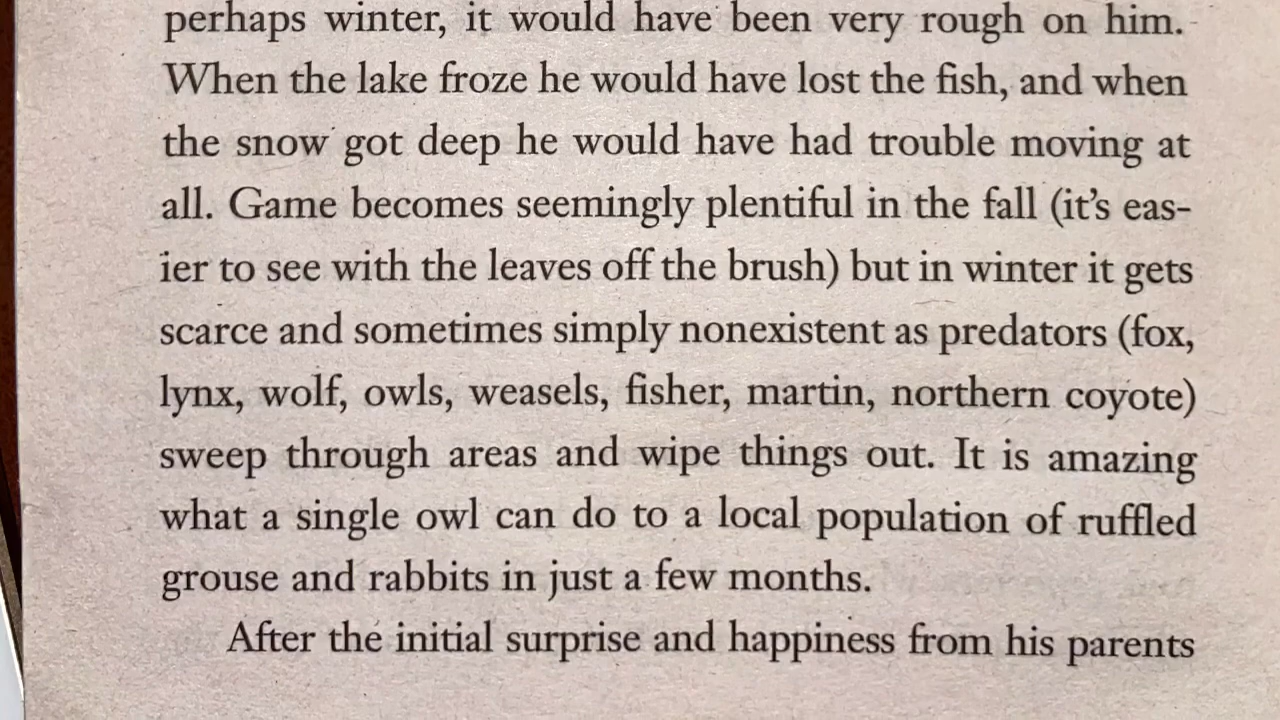 perhaps winter, it would have been very rough on him.
When the lake froze he would have lost the fish, and when
the snow got deep he would have had trouble moving at
all. Game becomes seemingly plentiful in the fall (it's eas-
ier to see with the leaves off the brush) but in winter it gets
scarce and sometimes simply nonexistent as predators (fox,
lynx, wolf, owls, weasels, fisher, martin, northern coyote)
sweep through areas and wipe things out. It is amazing
what a single owl can do to a local population of ruffled
grouse and rabbits in just a few months.
After the initial surprise and happiness from his parents